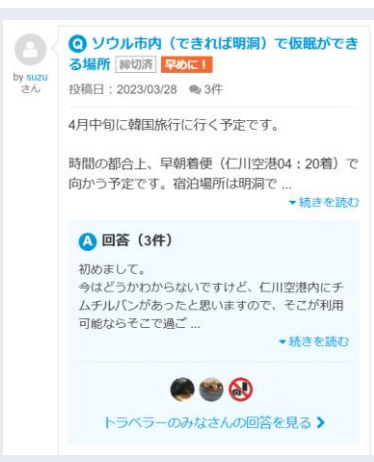 Q ソウル市内（できれば明洞）で仮眠ができ
る場所 締切済 早めに！
by suzu
さん
投稿日：2023/03/28 3件
4月中旬に韓国旅行に行く予定です。
時間の都合上、早朝着便（仁川空港04：20着）で
向かう予定です。宿泊場所は明洞で ...
▼続きを読む
A 回答（3件）
初めまして。
今はどうかわからないですけど、仁川空港内にチ
ムチルバンがあったと思いますので、そこが利用
可能ならそこで過ご ...
▼続きを読む
トラベラーのみなさんの回答を見る